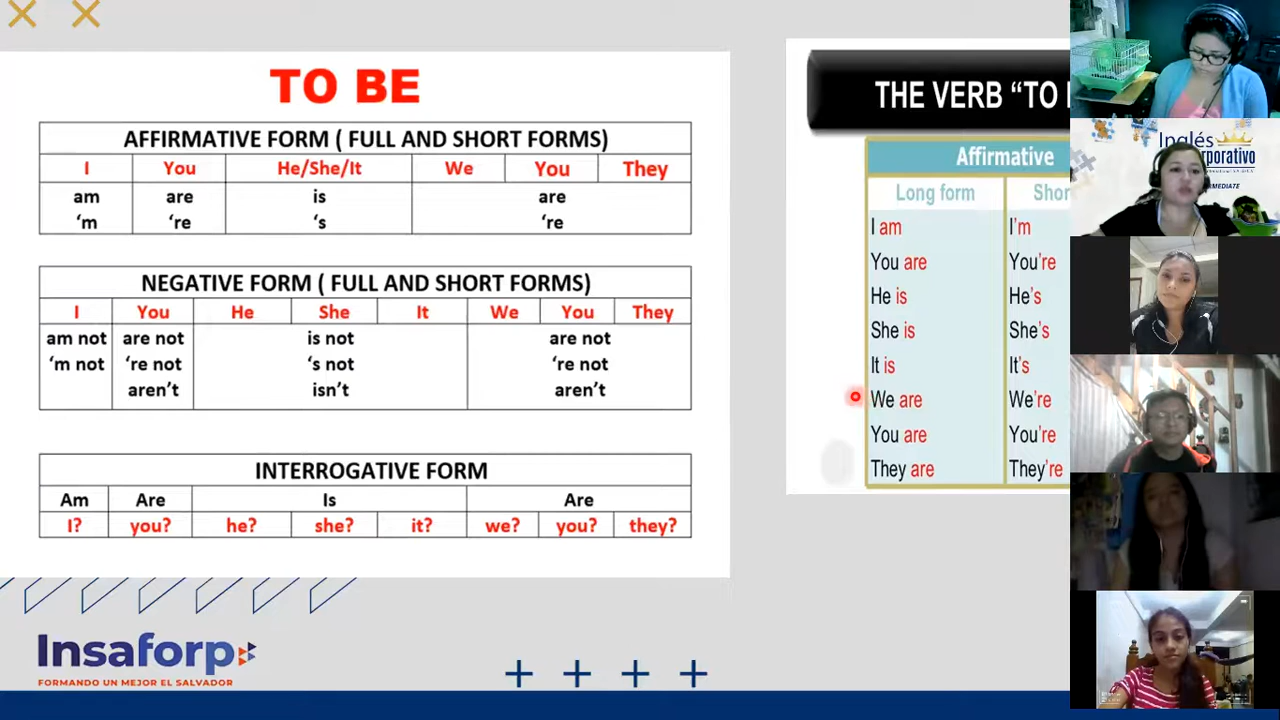 TO BE
AFFIRMATIVE FORM ( FULL AND SHORT FORMS)
I You He/She/It We You They
am are is are
‘m ‘re ‘s ‘re
NEGATIVE FORM ( FULL AND SHORT FORMS)
I You He She It We You They
am not are not is not are not
‘m not ‘re not ‘s not ‘re not
aren’t isn’t aren’t
INTERROGATIVE FORM
Am Are Is Are
I? you? he? she? it? we? you? they?
Insaforp
FORMANDO UN MEJOR EL SALVADOR
THE VERB “TO
Affirmative
Long form Shor
I am I'm
You are You're
He is He's
She is She's
It is It's
We are We're
You are You're
They are They're
Inglés